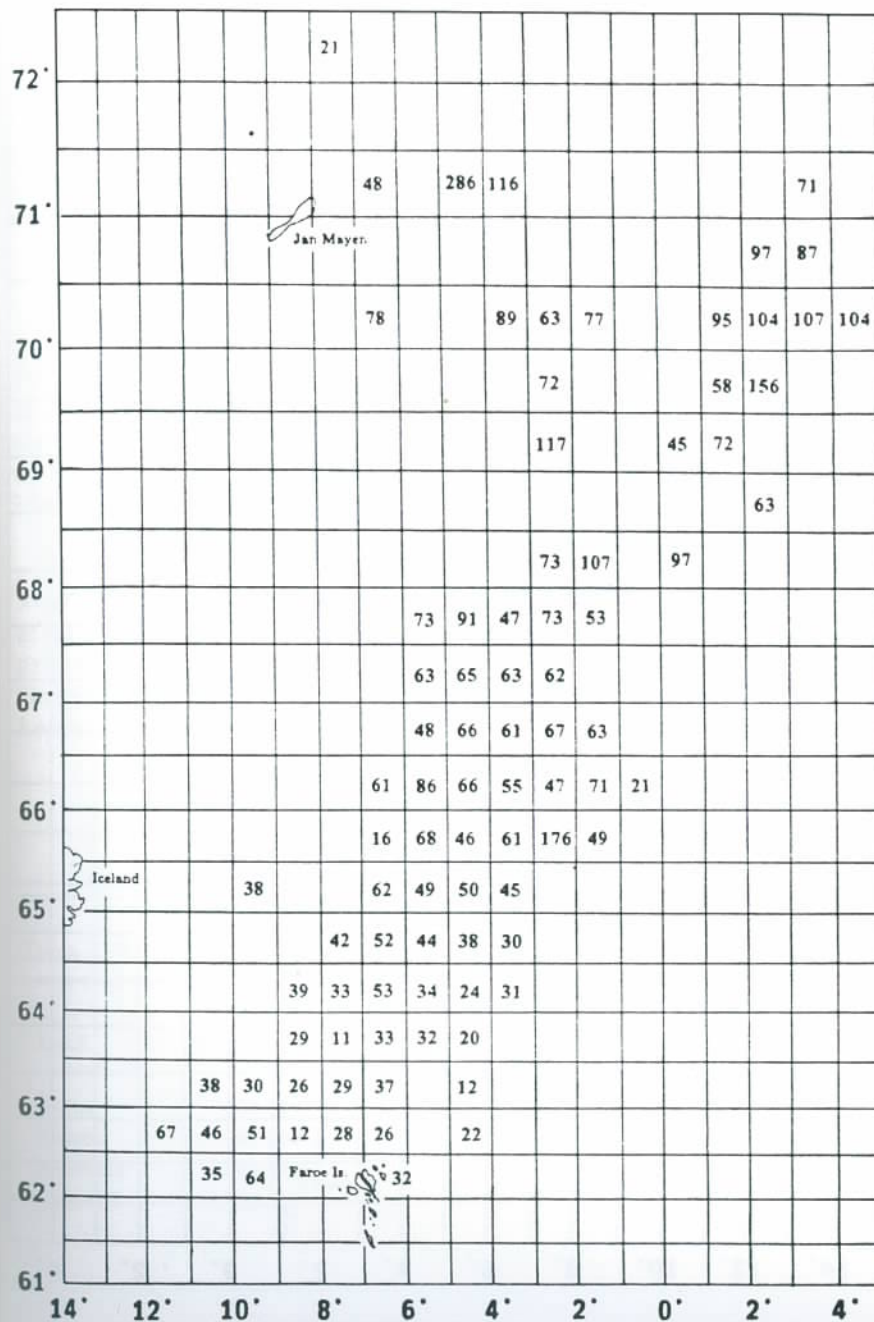 21
72°
48 286 116 71
71°
Jan Mayen
97 87
78 89 63 77 95 104 107 104
70°
72 58 156
117 45 72
69°
63
73 107 97
68°
73 91 47 73 53
63 65 63 62
67°
48 66 61 67 63
61 86 66 55 47 71 21
66°
16 68 46 61 176 49
Iceland
38 62 49 50 45
65°
42 52 44 38 30
39 33 53 34 24 31
64°
29 11 33 32 20
38 30 26 29 37 12
63°
67 46 51 12 28 26 22
35 64 Faroe Is. 32
62°
61°
14° 12° 10° 8° 6° 4° 2° 0° 2° 4°